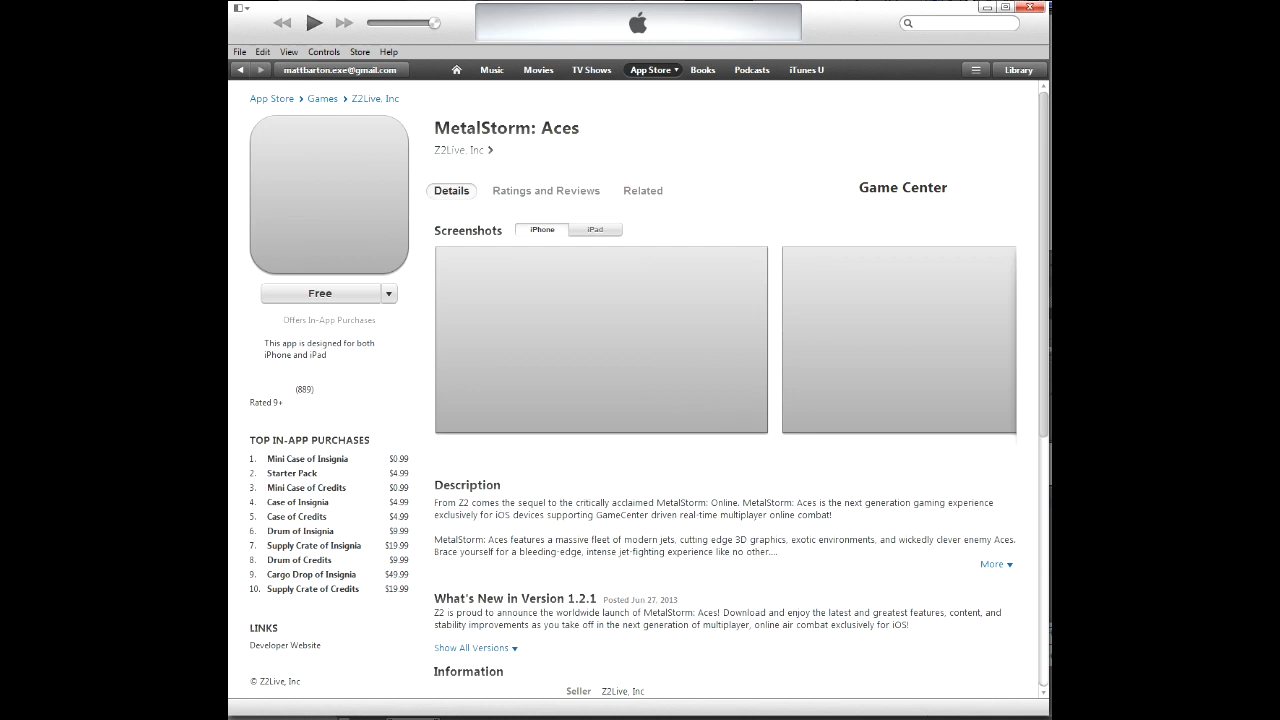 File Edit View Controls Store Help
mattbarton.exe@gmail.com Music Movies TV Shows App Store Books Podcasts iTunes U Library
App Store Games Z2Live, Inc
MetalStorm: Aces
Z2Live, Inc
Details Ratings and Reviews Related
Game Center
Screenshots iPhone iPad
Free
Offers In-App Purchases
This app is designed for both
iPhone and iPad
(889)
Rated 9+
TOP IN-APP PURCHASES
1. Mini Case of Insignia $0.99
2. Starter Pack $4.99
3. Mini Case of Credits $0.99
4. Case of Insignia $4.99
5. Case of Credits $4.99
6. Drum of Insignia $9.99
7. Supply Crate of Insignia $19.99
8. Drum of Credits $9.99
9. Cargo Drop of Insignia $49.99
10. Supply Crate of Credits $19.99
LINKS
Developer Website
© Z2Live, Inc
Description
From Z2 comes the sequel to the critically acclaimed MetalStorm: Online. MetalStorm: Aces is the next generation gaming experience
exclusively for iOS devices supporting GameCenter driven real-time multiplayer online combat!
MetalStorm: Aces features a massive fleet of modern jets, cutting edge 3D graphics, exotic environments, and wickedly clever enemy Aces.
Brace yourself for a bleeding-edge, intense jet-fighting experience like no other....
More
What's New in Version 1.2.1 Posted Jun 27, 2013
Z2 is proud to announce the worldwide launch of MetalStorm: Aces! Download and enjoy the latest and greatest features, content, and
stability improvements as you take off in the next generation of multiplayer, online air combat exclusively for iOS!
Show All Versions
Information
Seller Z2Live, Inc